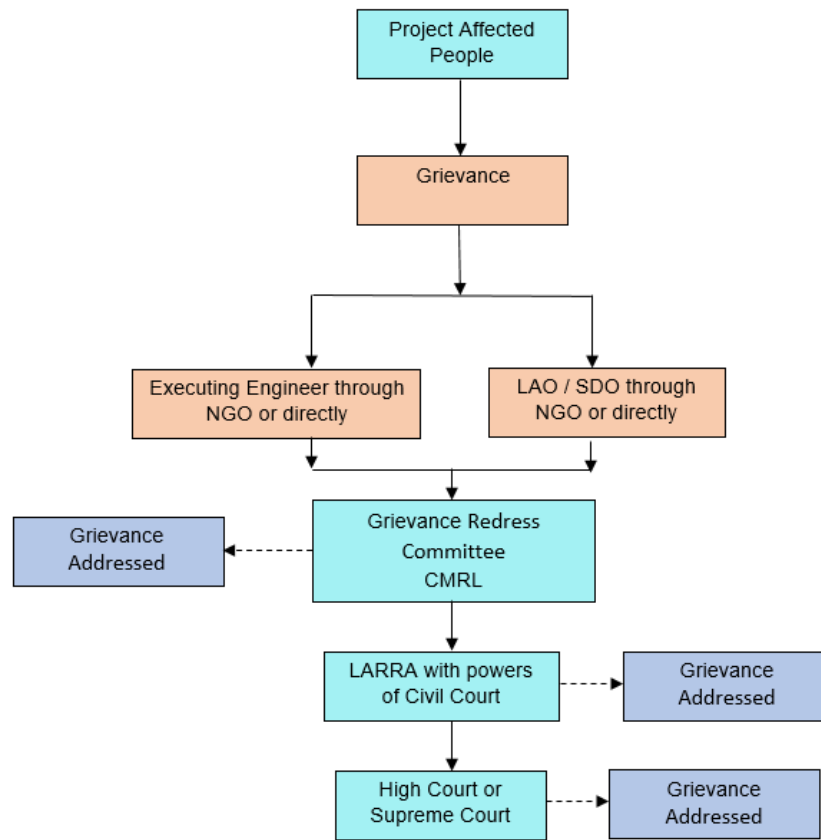 Project Affected
People
Grievance
Executing Engineer through
NGO or directly
LAO / SDO through
NGO or directly
Grievance Redress
Committee
CMRL
Grievance
Addressed
LARRA with powers
of Civil Court
Grievance
Addressed
High Court or
Supreme Court
Grievance
Addressed